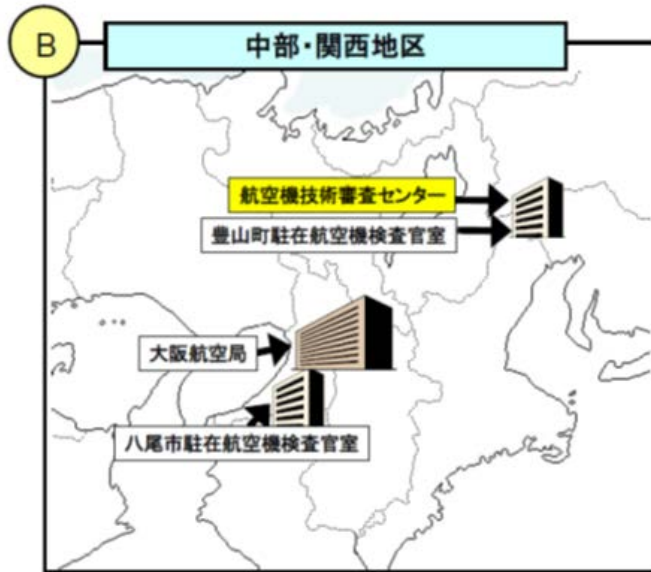 B
中部・関西地区
航空機技術審査センター
豊山町駐在航空機検査官室
大阪航空局
八尾市駐在航空機検査官室